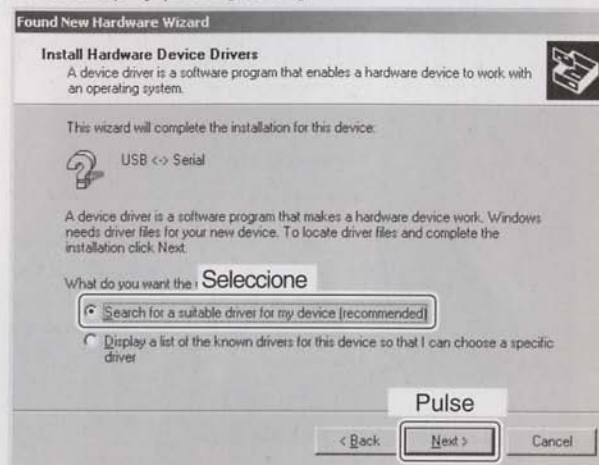 Found New Hardware Wizard
Install Hardware Device Drivers
A device driver is a software program that enables a hardware device to work with
an operating system.
This wizard will complete the installation for this device:
USB <-> Serial
A device driver is a software program that makes a hardware device work. Windows
needs driver files for your new device. To locate driver files and complete the
installation click Next.
What do you want the
Seleccione
Search for a suitable driver for my device (recommended)
Display a list of the known drivers for this device so that I can choose a specific
driver
Pulse
< Back
Next >
Cancel